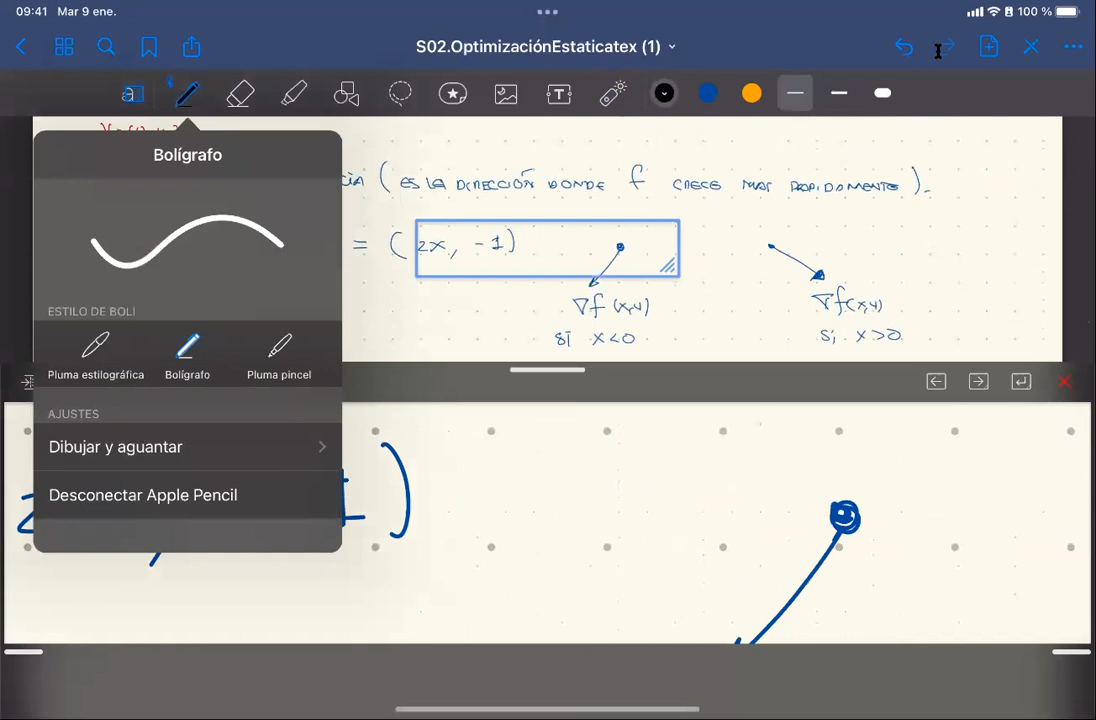 09:41 Mar 9 ene. 100 %
S02.OptimizaciónEstaticatex (1)
Bolígrafo
(ES LA DIRECCIÓN DONDE f CRECE MAS RAPIDAMENTE).
= (2x, -1)
∇f (x,y)
si x<0
∇f(x,y)
si x>0
ESTILO DE BOLI
Pluma estilográfica Bolígrafo Pluma pincel
AJUSTES
Dibujar y aguantar
Desconectar Apple Pencil
)